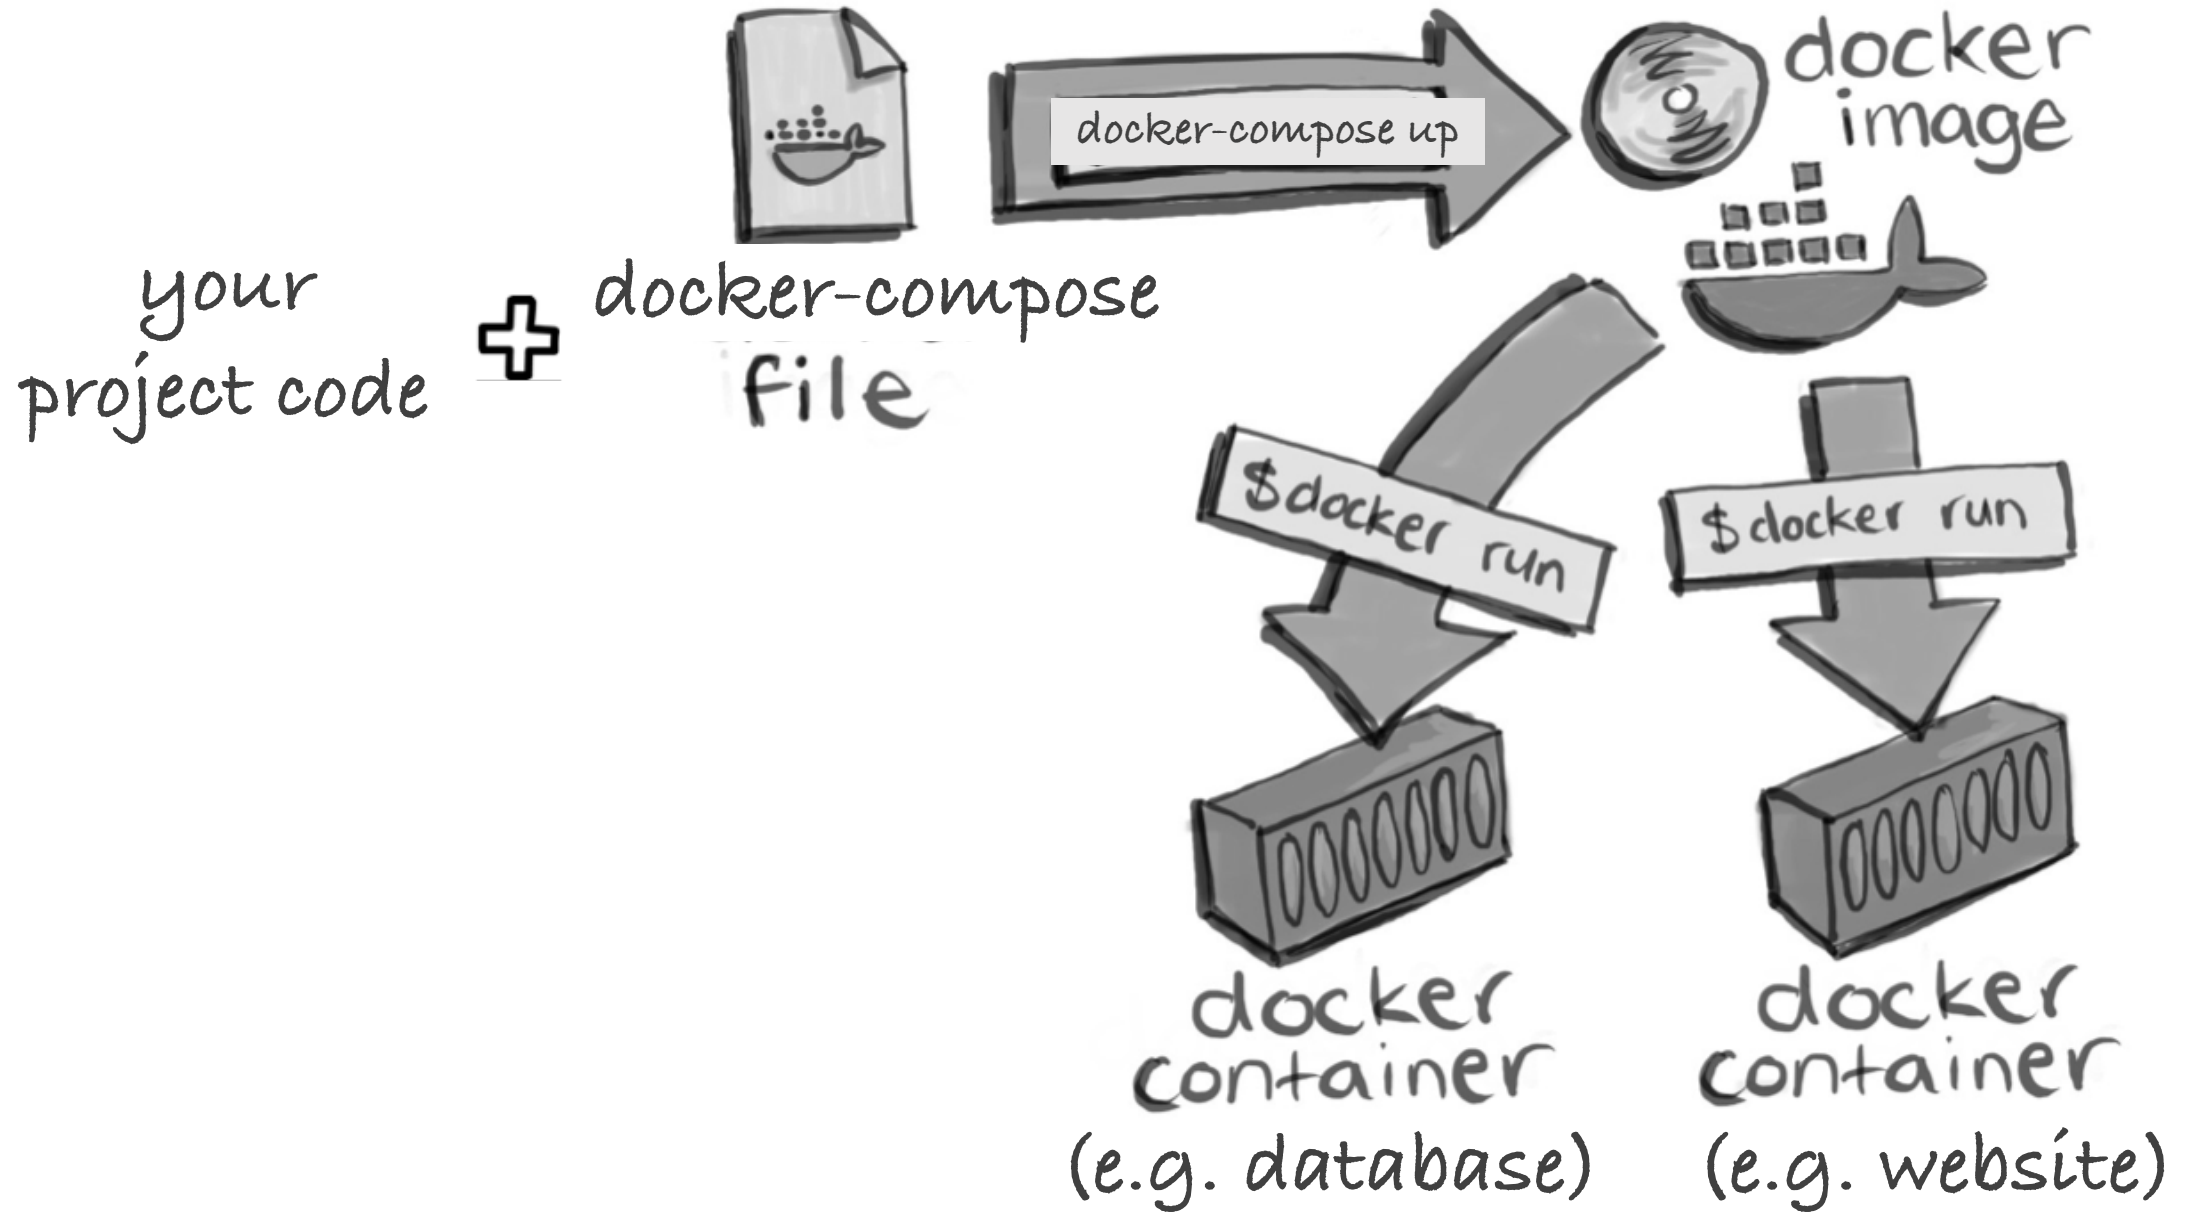 your
project code
docker-compose
file
docker-compose up
docker
image
$ docker run
$ docker run
docker
container
(e.g. database)
docker
container
(e.g. website)